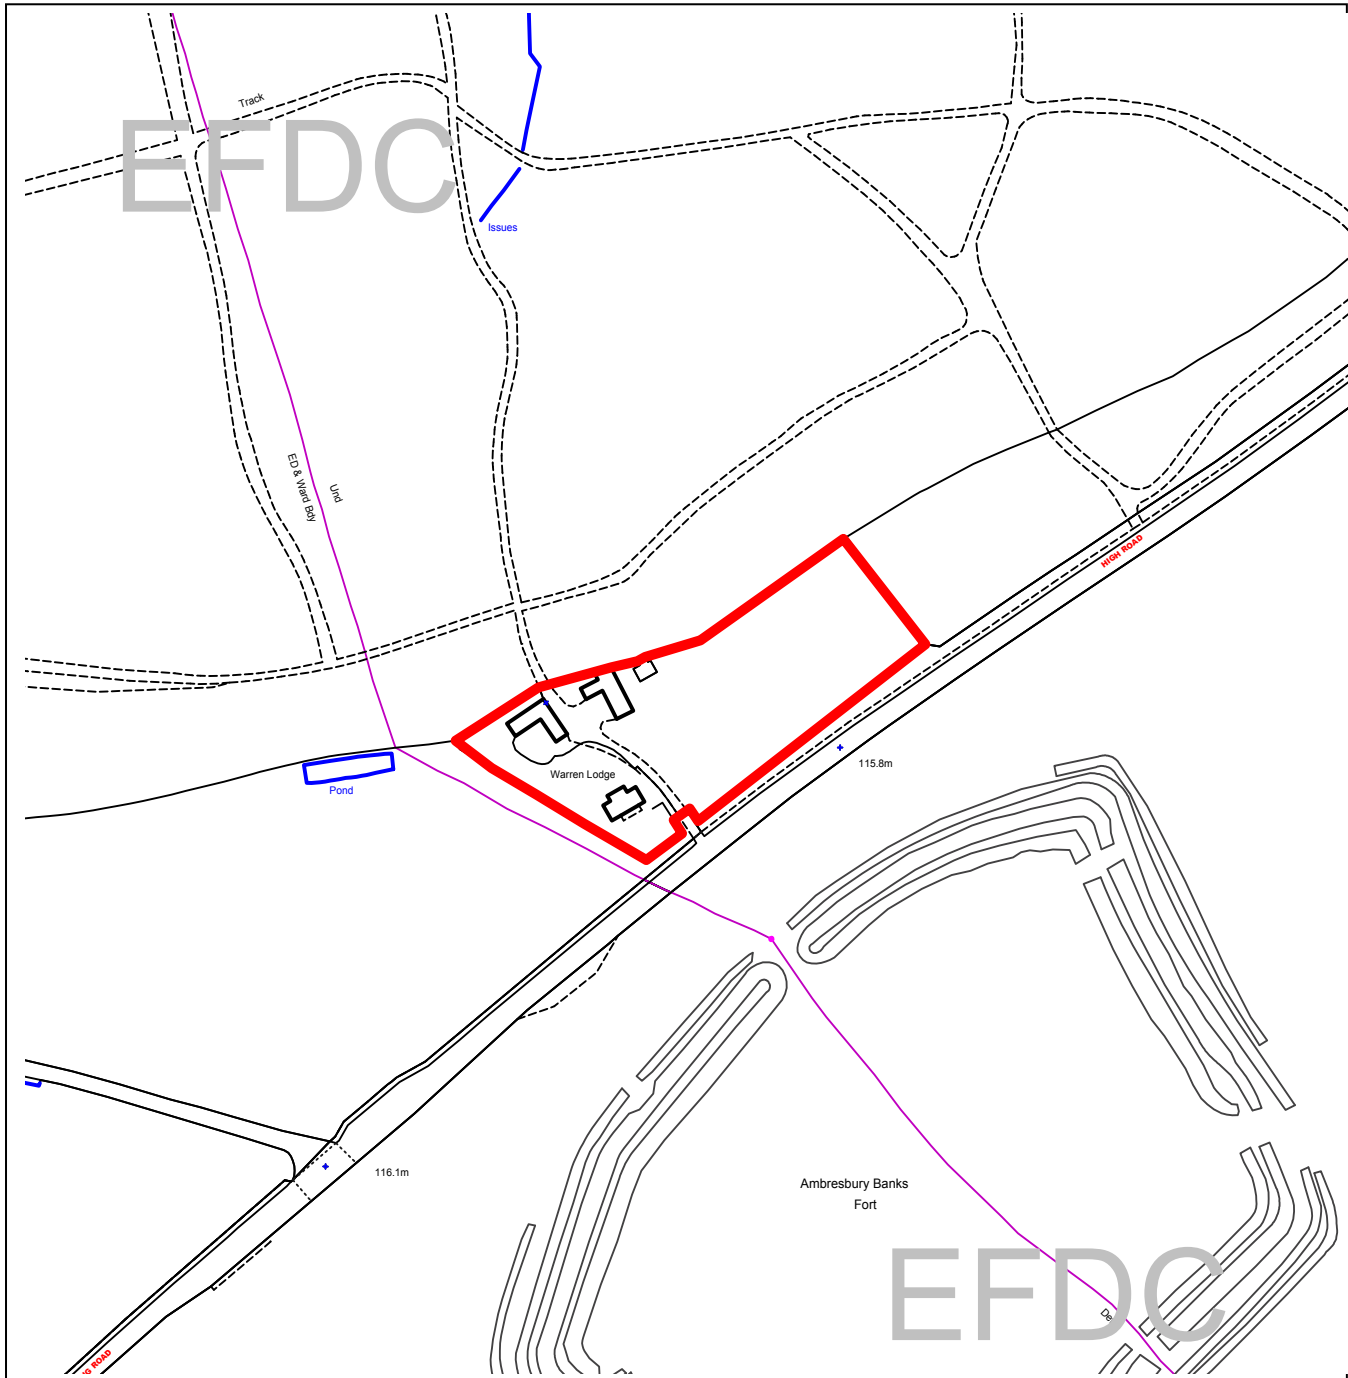 Track
EFDC
Issues
ED & Ward Bdy
Und
HIGH ROAD
Warren Lodge
115.8m
Pond
116.1m
Ambresbury Banks
Fort
EFDC
ROAD